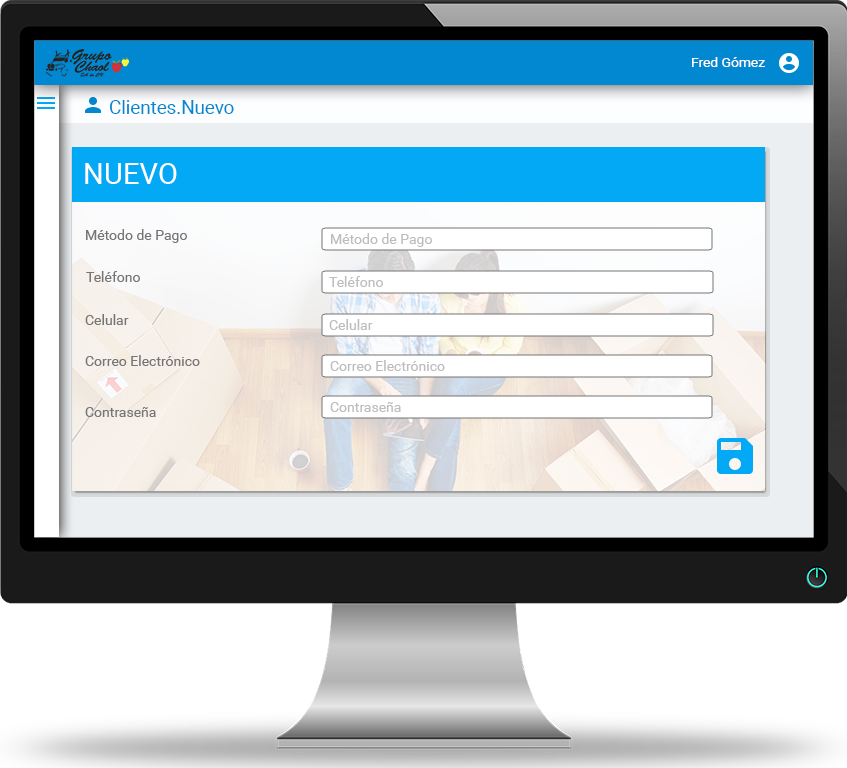 Grupo
Chaol
Fred Gómez
Clientes.Nuevo
NUEVO
Método de Pago
Método de Pago
Teléfono
Teléfono
Celular
Celular
Correo Electrónico
Correo Electrónico
Contraseña
Contraseña